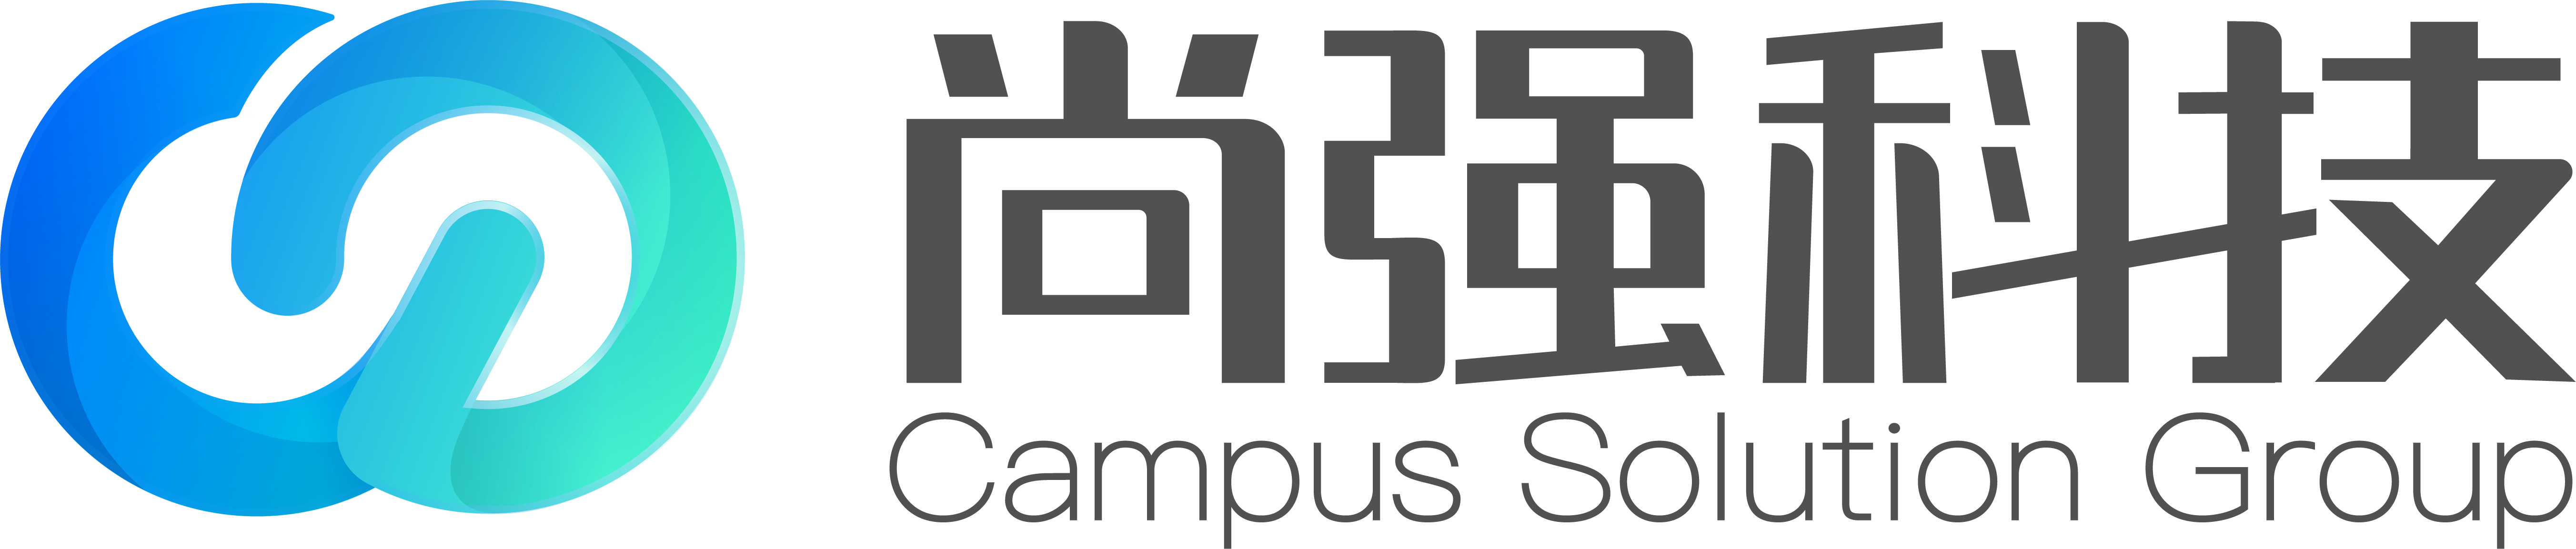 尚强科技
Campus Solution Group